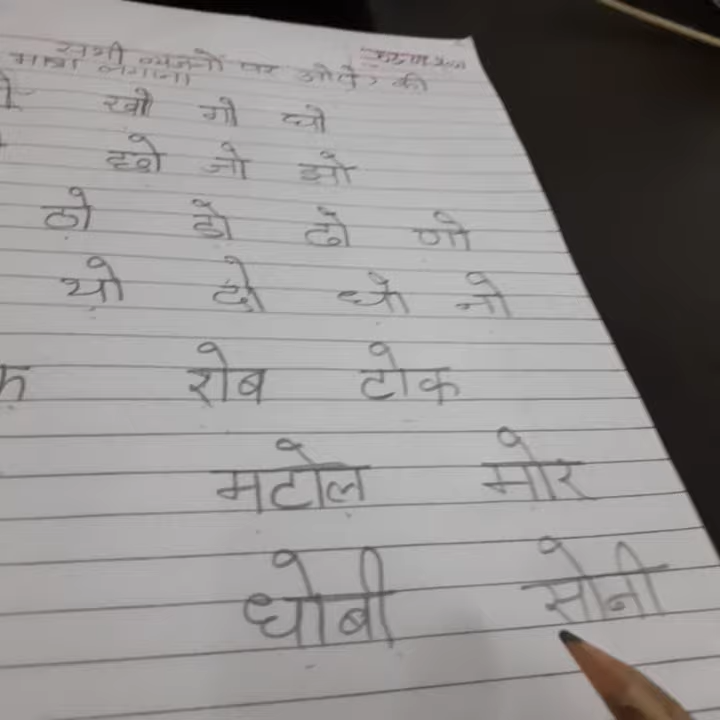 सभी व्यंजनों पर ओ की
मात्रा लगाना
खो गो घो
छो जो झो
ठो डो ढो णो
थो दो धो नो
रोब टोक
मटोल मोर
धोबी सोनी